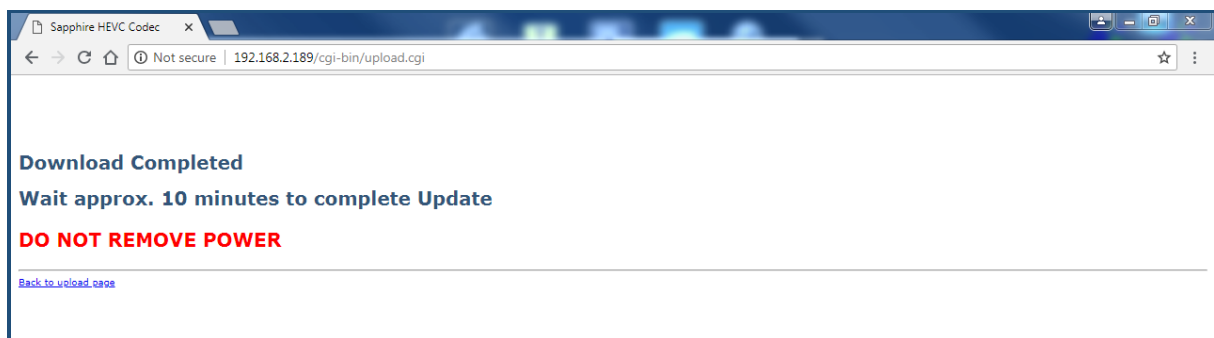 Sapphire HEVC Codec
Not secure | 192.168.2.189/cgi-bin/upload.cgi
Download Completed
Wait approx. 10 minutes to complete Update
DO NOT REMOVE POWER
Back to upload page